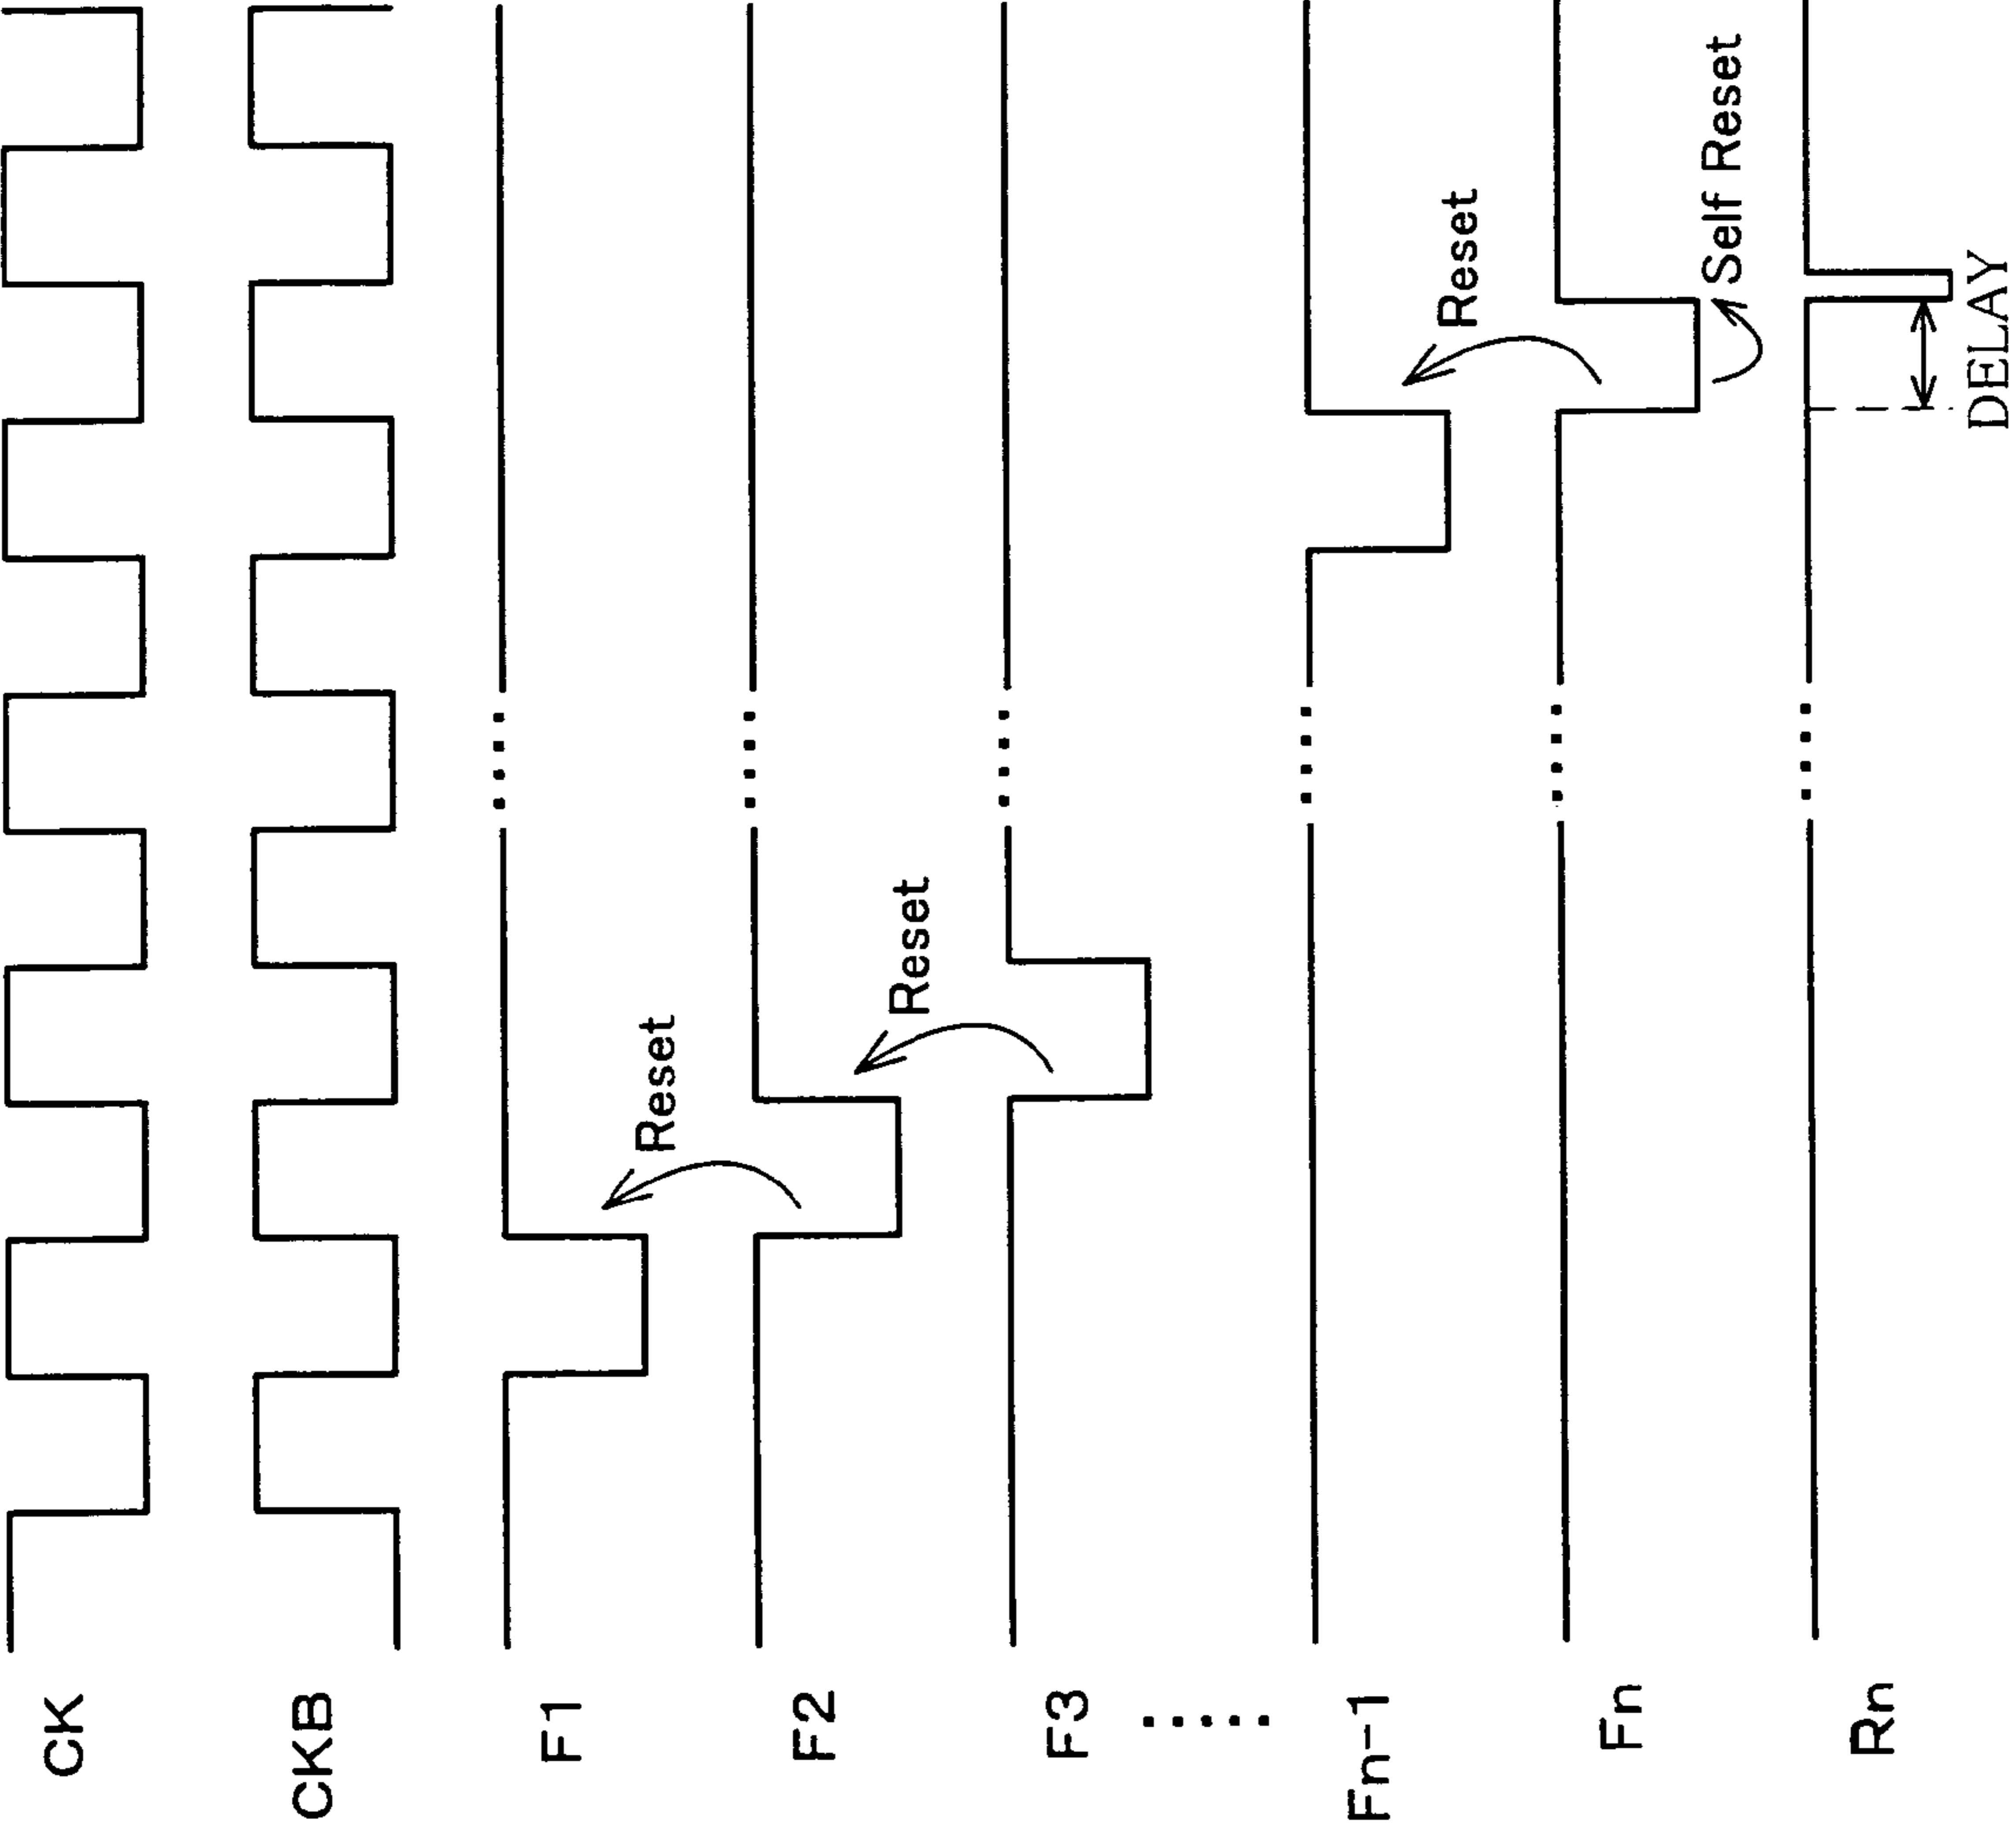 CK
CKB
F1
Reset
F2
Reset
F3
Fn-1
Reset
Fn
Self Reset
Rn
DELAY